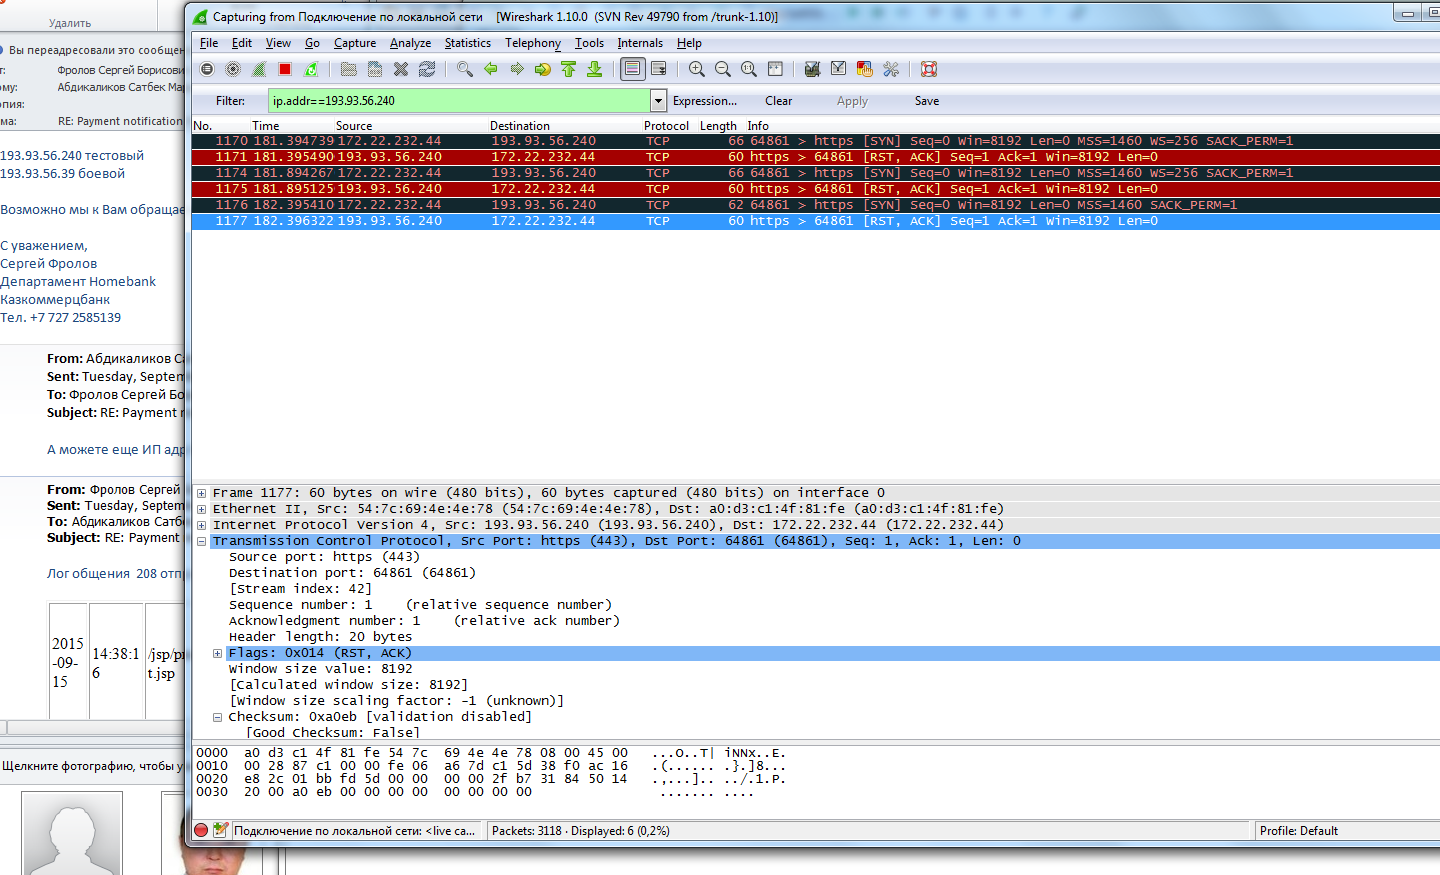 Удалить
Вы переадресовали это сообщен
т: Фролов Сергей Борисови
му: Абдикаликов Сатбек Мар
опия:
ма: RE: Payment notification
193.93.56.240 тестовый
193.93.56.39 боевой
Возможно мы к Вам обращае
С уважением,
Сергей Фролов
Департамент Homebank
Казкоммерцбанк
Тел. +7 727 2585139
From: Абдикаликов Са
Sent: Tuesday, Septem
To: Фролов Сергей Бо
Subject: RE: Payment n
А можете еще ИП адр
From: Фролов Сергей
Sent: Tuesday, Septem
To: Абдикаликов Сатб
Subject: RE: Payment
Лог общения 208 отпр
2015
-09-
15
14:38:1
6
/jsp/pr
t.jsp
Щелкните фотографию, чтобы у
Capturing from Подключение по локальной сети [Wireshark 1.10.0 (SVN Rev 49790 from /trunk-1.10)]
File Edit View Go Capture Analyze Statistics Telephony Tools Internals Help
Filter: ip.addr==193.93.56.240 Expression... Clear Apply Save
No. Time Source Destination Protocol Length Info
1170 181.394739 172.22.232.44 193.93.56.240 TCP 66 64861 > https [SYN] Seq=0 Win=8192 Len=0 MSS=1460 WS=256 SACK_PERM=1
1171 181.395490 193.93.56.240 172.22.232.44 TCP 60 https > 64861 [RST, ACK] Seq=1 Ack=1 Win=8192 Len=0
1174 181.894267 172.22.232.44 193.93.56.240 TCP 66 64861 > https [SYN] Seq=0 Win=8192 Len=0 MSS=1460 WS=256 SACK_PERM=1
1175 181.895125 193.93.56.240 172.22.232.44 TCP 60 https > 64861 [RST, ACK] Seq=1 Ack=1 Win=8192 Len=0
1176 182.395410 172.22.232.44 193.93.56.240 TCP 62 64861 > https [SYN] Seq=0 Win=8192 Len=0 MSS=1460 SACK_PERM=1
1177 182.396322 193.93.56.240 172.22.232.44 TCP 60 https > 64861 [RST, ACK] Seq=1 Ack=1 Win=8192 Len=0
Frame 1177: 60 bytes on wire (480 bits), 60 bytes captured (480 bits) on interface 0
Ethernet II, Src: 54:7c:69:4e:4e:78 (54:7c:69:4e:4e:78), Dst: a0:d3:c1:4f:81:fe (a0:d3:c1:4f:81:fe)
Internet Protocol Version 4, Src: 193.93.56.240 (193.93.56.240), Dst: 172.22.232.44 (172.22.232.44)
Transmission Control Protocol, Src Port: https (443), Dst Port: 64861 (64861), Seq: 1, Ack: 1, Len: 0
Source port: https (443)
Destination port: 64861 (64861)
[Stream index: 42]
Sequence number: 1 (relative sequence number)
Acknowledgment number: 1 (relative ack number)
Header length: 20 bytes
Flags: 0x014 (RST, ACK)
Window size value: 8192
[Calculated window size: 8192]
[Window size scaling factor: -1 (unknown)]
Checksum: 0xa0eb [validation disabled]
[Good Checksum: False]
0000 a0 d3 c1 4f 81 fe 54 7c 69 4e 4e 78 08 00 45 00 ...O..T| iNNx..E.
0010 00 28 87 c1 00 00 fe 06 a6 7d c1 5d 38 f0 ac 16 .(...... .}.]8...
0020 e8 2c 01 bb fd 5d 00 00 00 00 2f b7 31 84 50 14 .,...].. ../.1.P.
0030 20 00 a0 eb 00 00 00 00 00 00 00 00 ....... ....
Подключение по локальной сети: <live ca... Packets: 3118 · Displayed: 6 (0,2%) Profile: Default